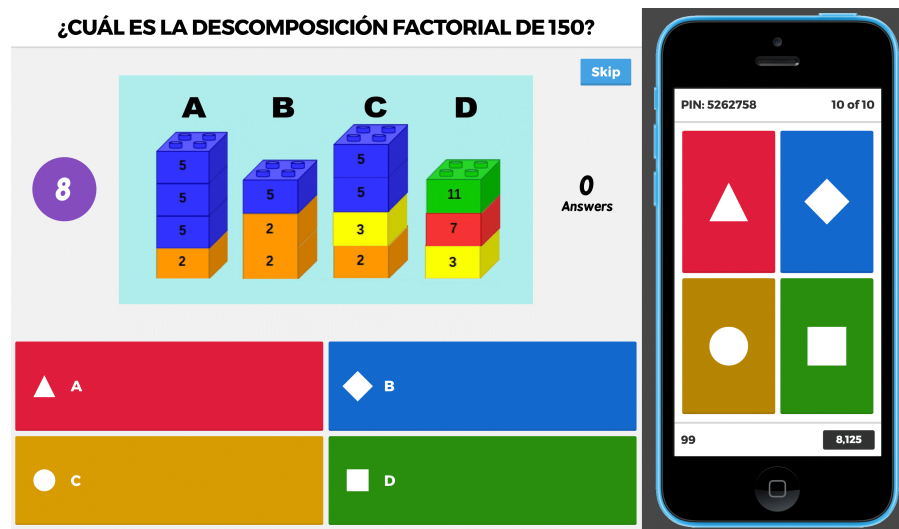 ¿CUÁL ES LA DESCOMPOSICIÓN FACTORIAL DE 150?
Skip
A B C D
8
5
5
5
2
5
2
2
5
5
3
2
11
7
3
0
Answers
A
B
C
D
PIN: 5262758 10 of 10
99 8,125